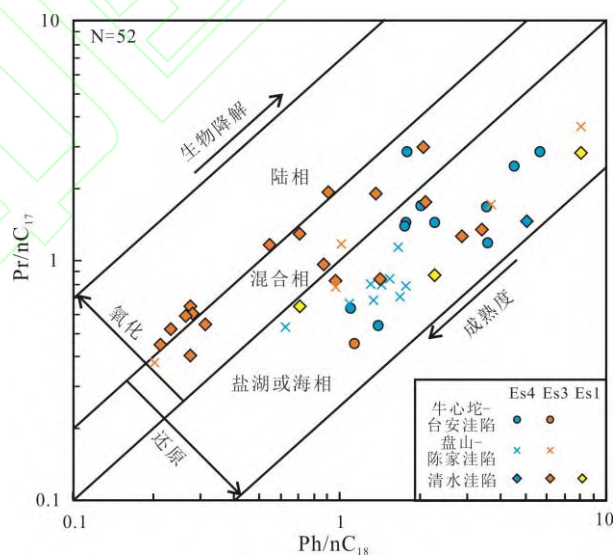 10
N=52
生物降解
陆相
Pr/nC17
1
混合相
氧化
成熟度
盐湖或海相
还原
Es4 Es3 Es1
牛心坨-
台安洼陷
盘山-
陈家洼陷
清水洼陷
0.1
0.1 1 10
Ph/nC18